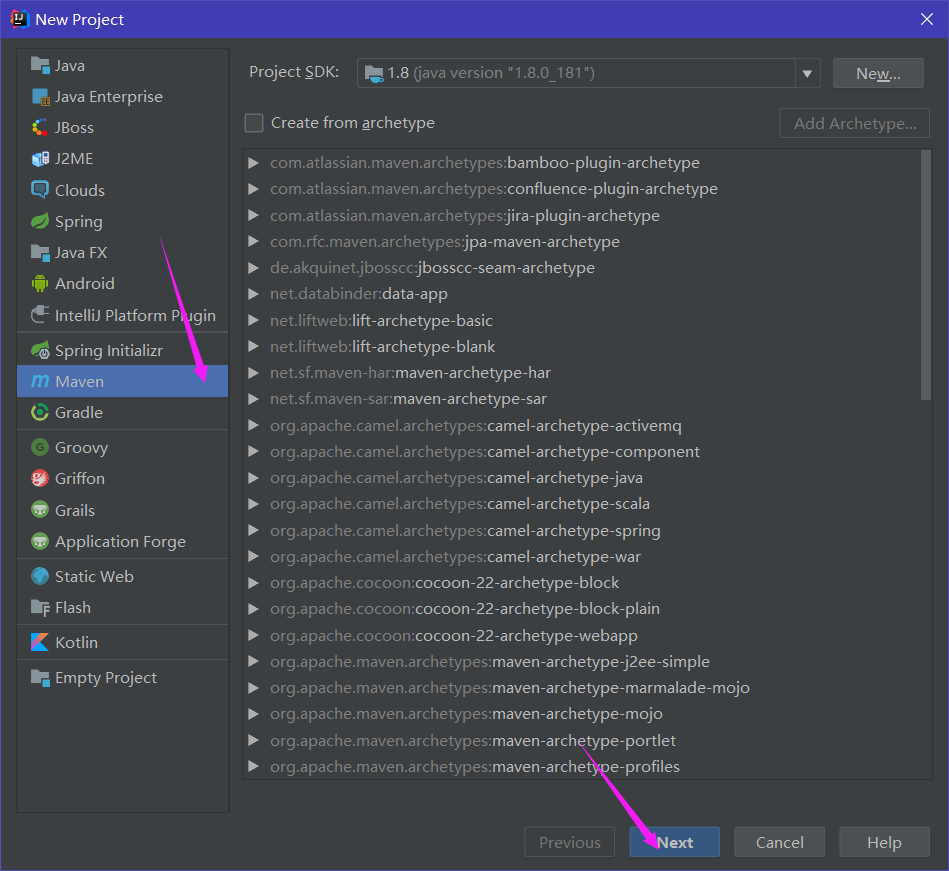 New Project
Java
Java Enterprise
JBoss
J2ME
Clouds
Spring
Java FX
Android
IntelliJ Platform Plugin
Spring Initializr
Maven
Gradle
Groovy
Griffon
Grails
Application Forge
Static Web
Flash
Kotlin
Empty Project
Project SDK:
1.8 (java version "1.8.0_181")
New...
Create from archetype
Add Archetype...
com.atlassian.maven.archetypes:bamboo-plugin-archetype
com.atlassian.maven.archetypes:confluence-plugin-archetype
com.atlassian.maven.archetypes:jira-plugin-archetype
com.rfc.maven.archetypes:jpa-maven-archetype
de.akquinet.jbosscc:jbosscc-seam-archetype
net.databinder:data-app
net.liftweb:lift-archetype-basic
net.liftweb:lift-archetype-blank
net.sf.maven-har:maven-archetype-har
net.sf.maven-sar:maven-archetype-sar
org.apache.camel.archetypes:camel-archetype-activemq
org.apache.camel.archetypes:camel-archetype-component
org.apache.camel.archetypes:camel-archetype-java
org.apache.camel.archetypes:camel-archetype-scala
org.apache.camel.archetypes:camel-archetype-spring
org.apache.camel.archetypes:camel-archetype-war
org.apache.cocoon:cocoon-22-archetype-block
org.apache.cocoon:cocoon-22-archetype-block-plain
org.apache.cocoon:cocoon-22-archetype-webapp
org.apache.maven.archetypes:maven-archetype-j2ee-simple
org.apache.maven.archetypes:maven-archetype-marmalade-mojo
org.apache.maven.archetypes:maven-archetype-mojo
org.apache.maven.archetypes:maven-archetype-portlet
org.apache.maven.archetypes:maven-archetype-profiles
Previous
Next
Cancel
Help